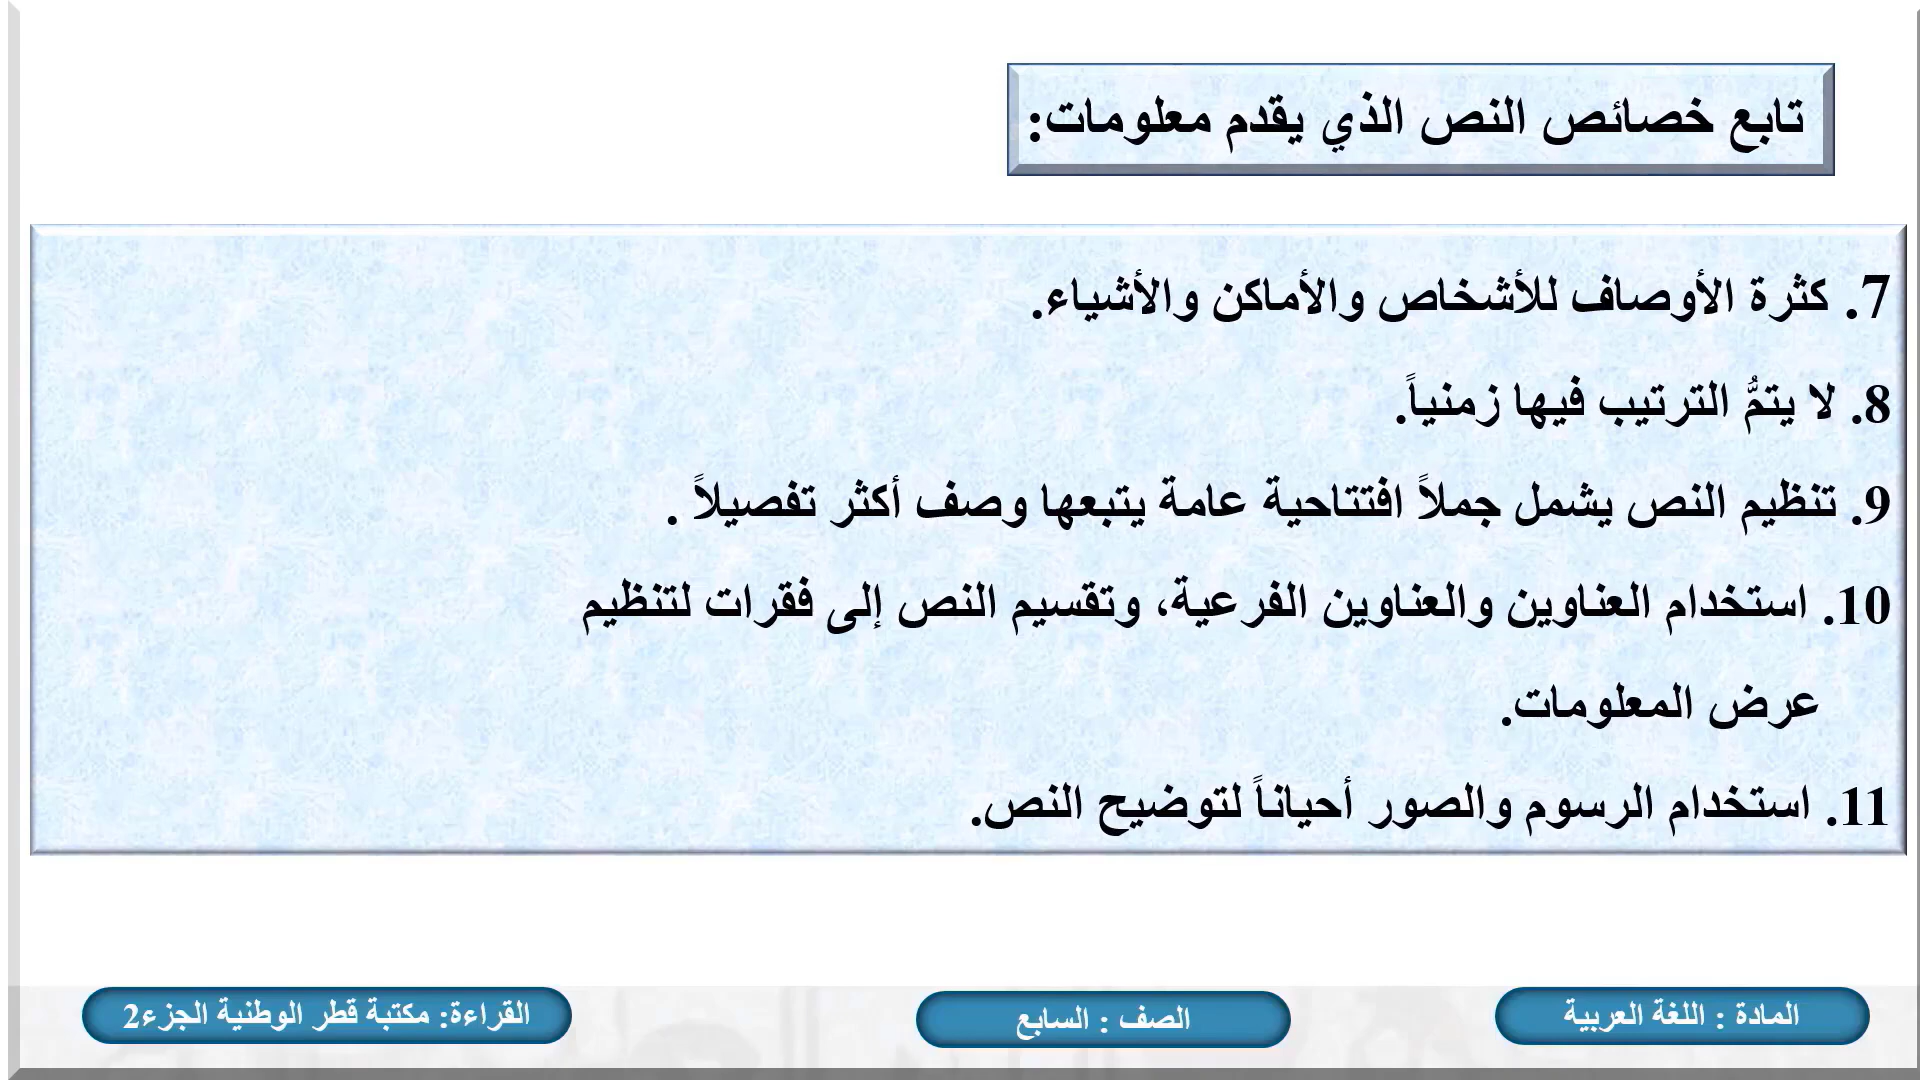 تابع خصائص النص الذي يقدم معلومات:
7. كثرة الأوصاف للأشخاص والأماكن والأشياء.
8. لا يتمُّ الترتيب فيها زمنياً.
9. تنظيم النص يشمل جملاً افتتاحية عامة يتبعها وصف أكثر تفصيلاً .
10. استخدام العناوين والعناوين الفرعية، وتقسيم النص إلى فقرات لتنظيم
عرض المعلومات.
11. استخدام الرسوم والصور أحياناً لتوضيح النص.
المادة : اللغة العربية
الصف : السابع
القراءة: مكتبة قطر الوطنية الجزء2